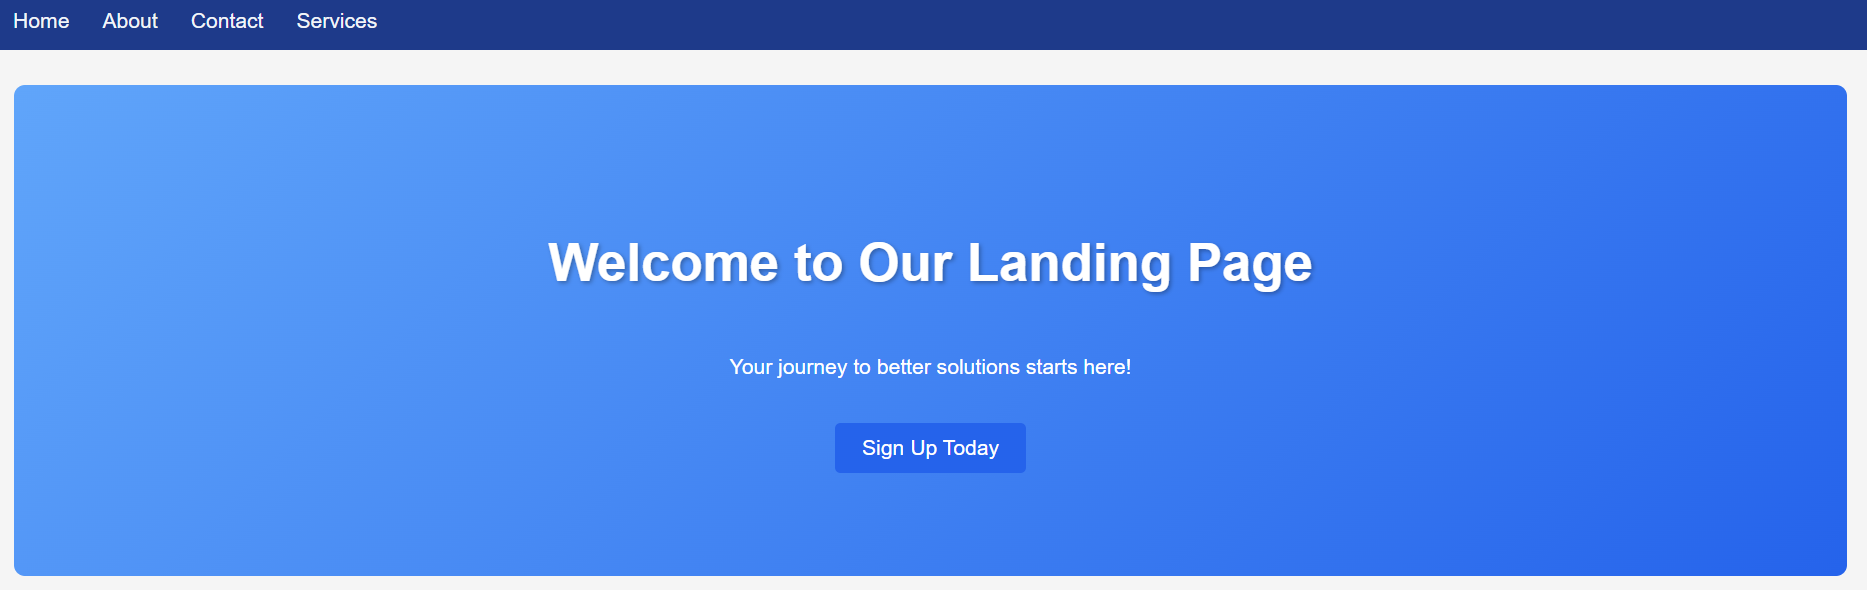 Home About Contact Services
Welcome to Our Landing Page
Your journey to better solutions starts here!
Sign Up Today